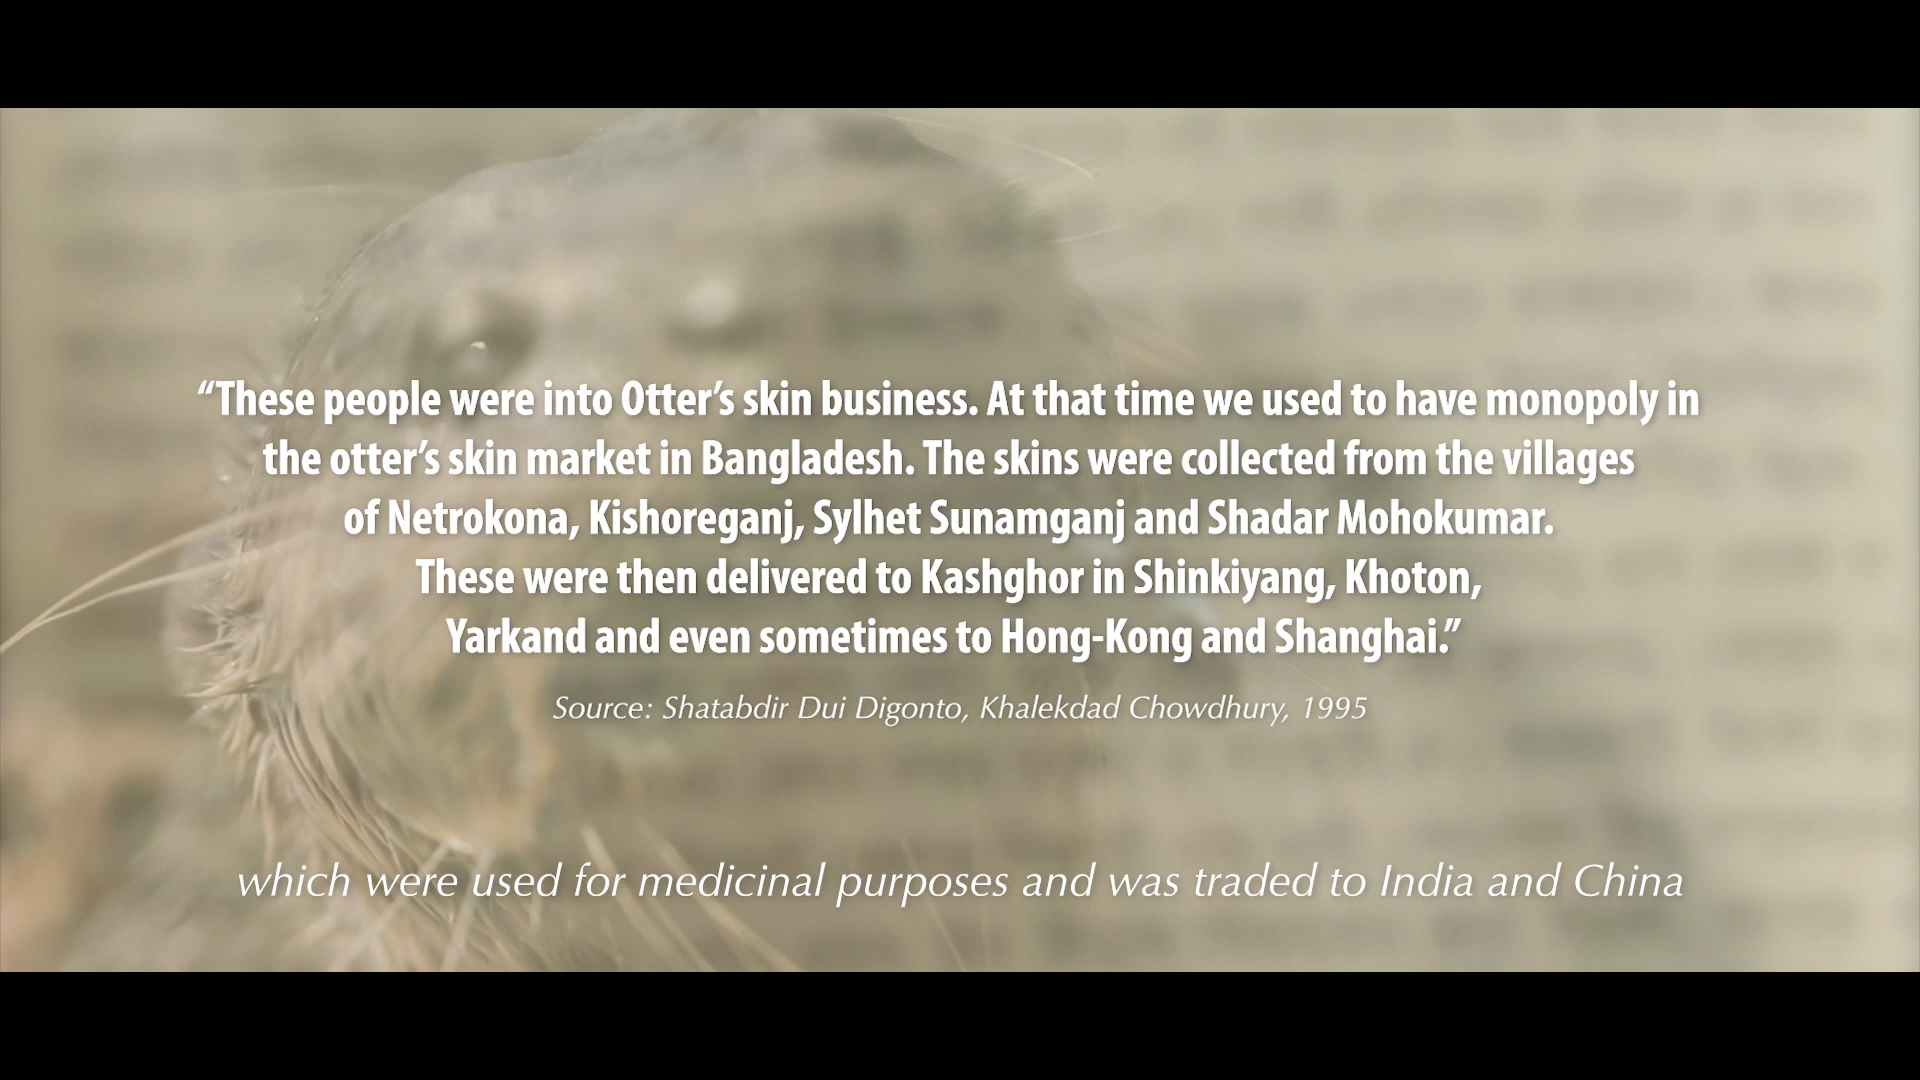 “These people were into Otter’s skin business. At that time we used to have monopoly in
the otter’s skin market in Bangladesh. The skins were collected from the villages
of Netrokona, Kishoreganj, Sylhet Sunamganj and Shadar Mohokumar.
These were then delivered to Kashghor in Shinkiyang, Khoton,
Yarkand and even sometimes to Hong-Kong and Shanghai.”
Source: Shatabdir Dui Digonto, Khalekdad Chowdhury, 1995
which were used for medicinal purposes and was traded to India and China